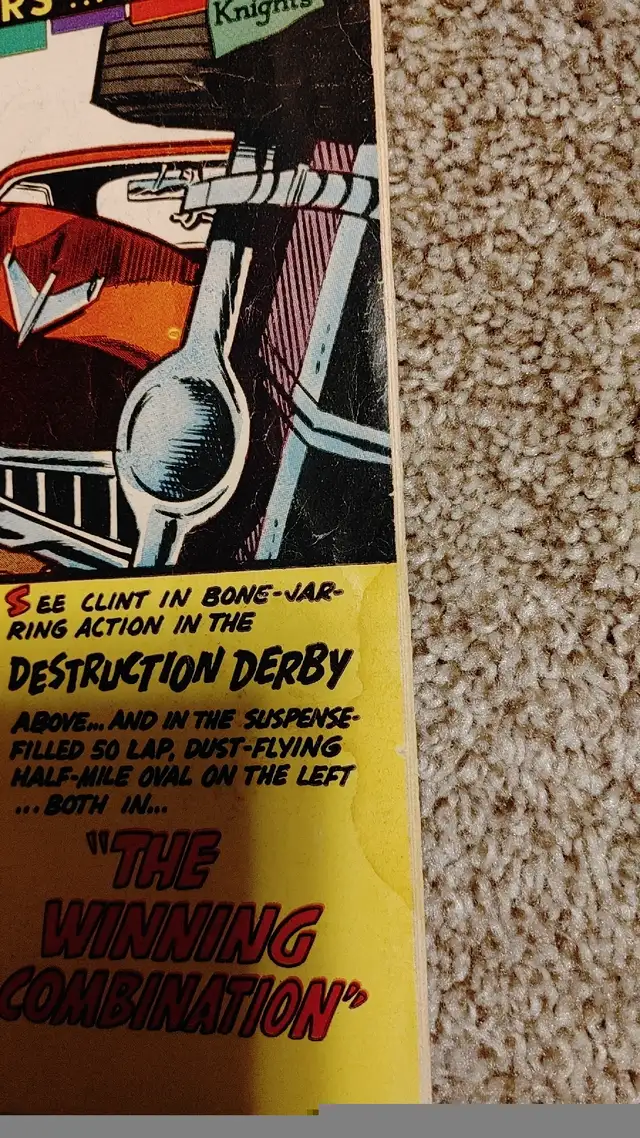 RS...
Knights
SEE CLINT IN BONE-JAR-
RING ACTION IN THE
DESTRUCTION DERBY
ABOVE... AND IN THE SUSPENSE-
FILLED 50 LAP, DUST-FLYING
HALF-MILE OVAL ON THE LEFT
...BOTH IN...
"THE
WINNING
COMBINATION"